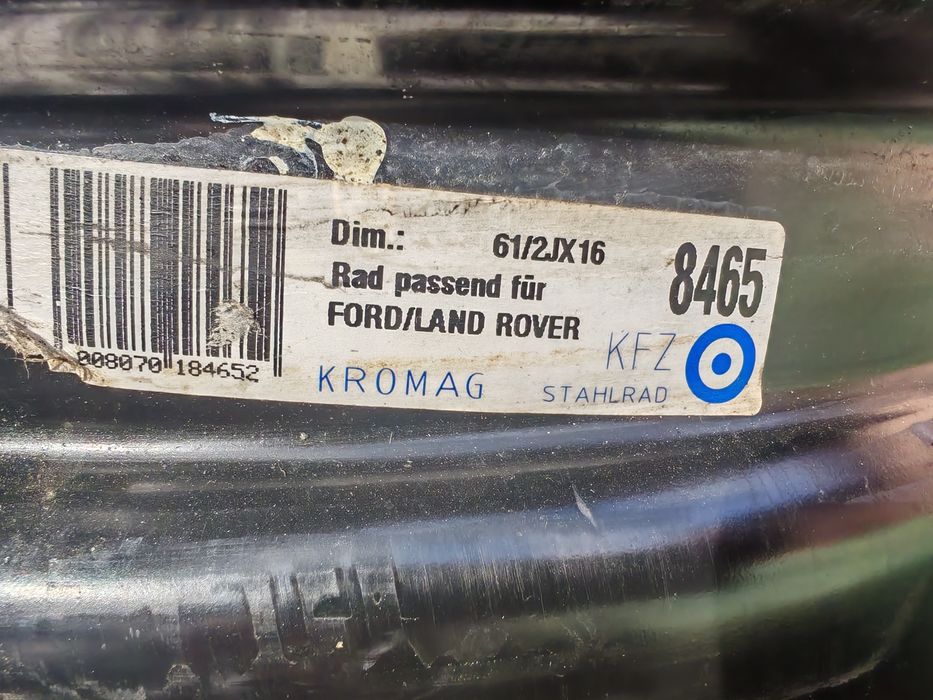 Dim.: 61/2JX16
8465
Rad passend für
FORD/LAND ROVER
KFZ
KROMAG STAHLRAD
008070 184652